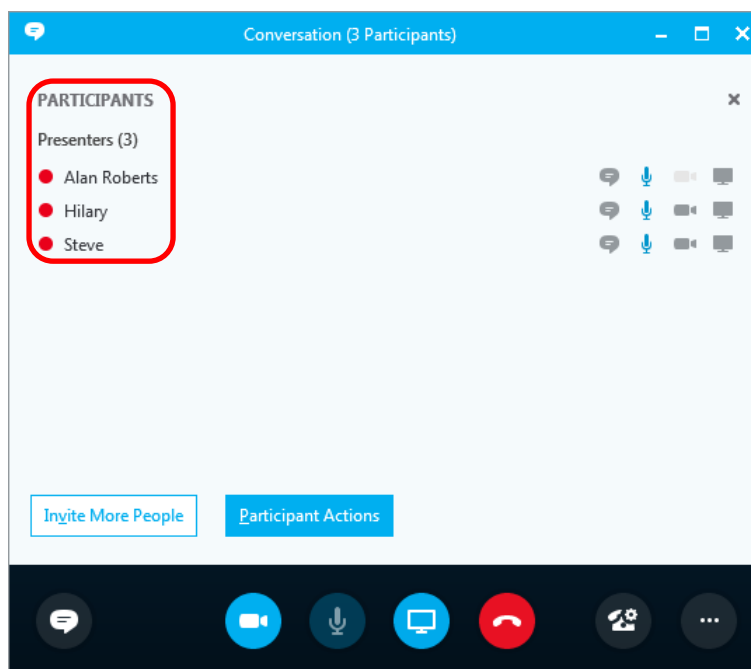 Conversation (3 Participants)
PARTICIPANTS
Presenters (3)
Alan Roberts
Hilary
Steve
Invite More People
Participant Actions